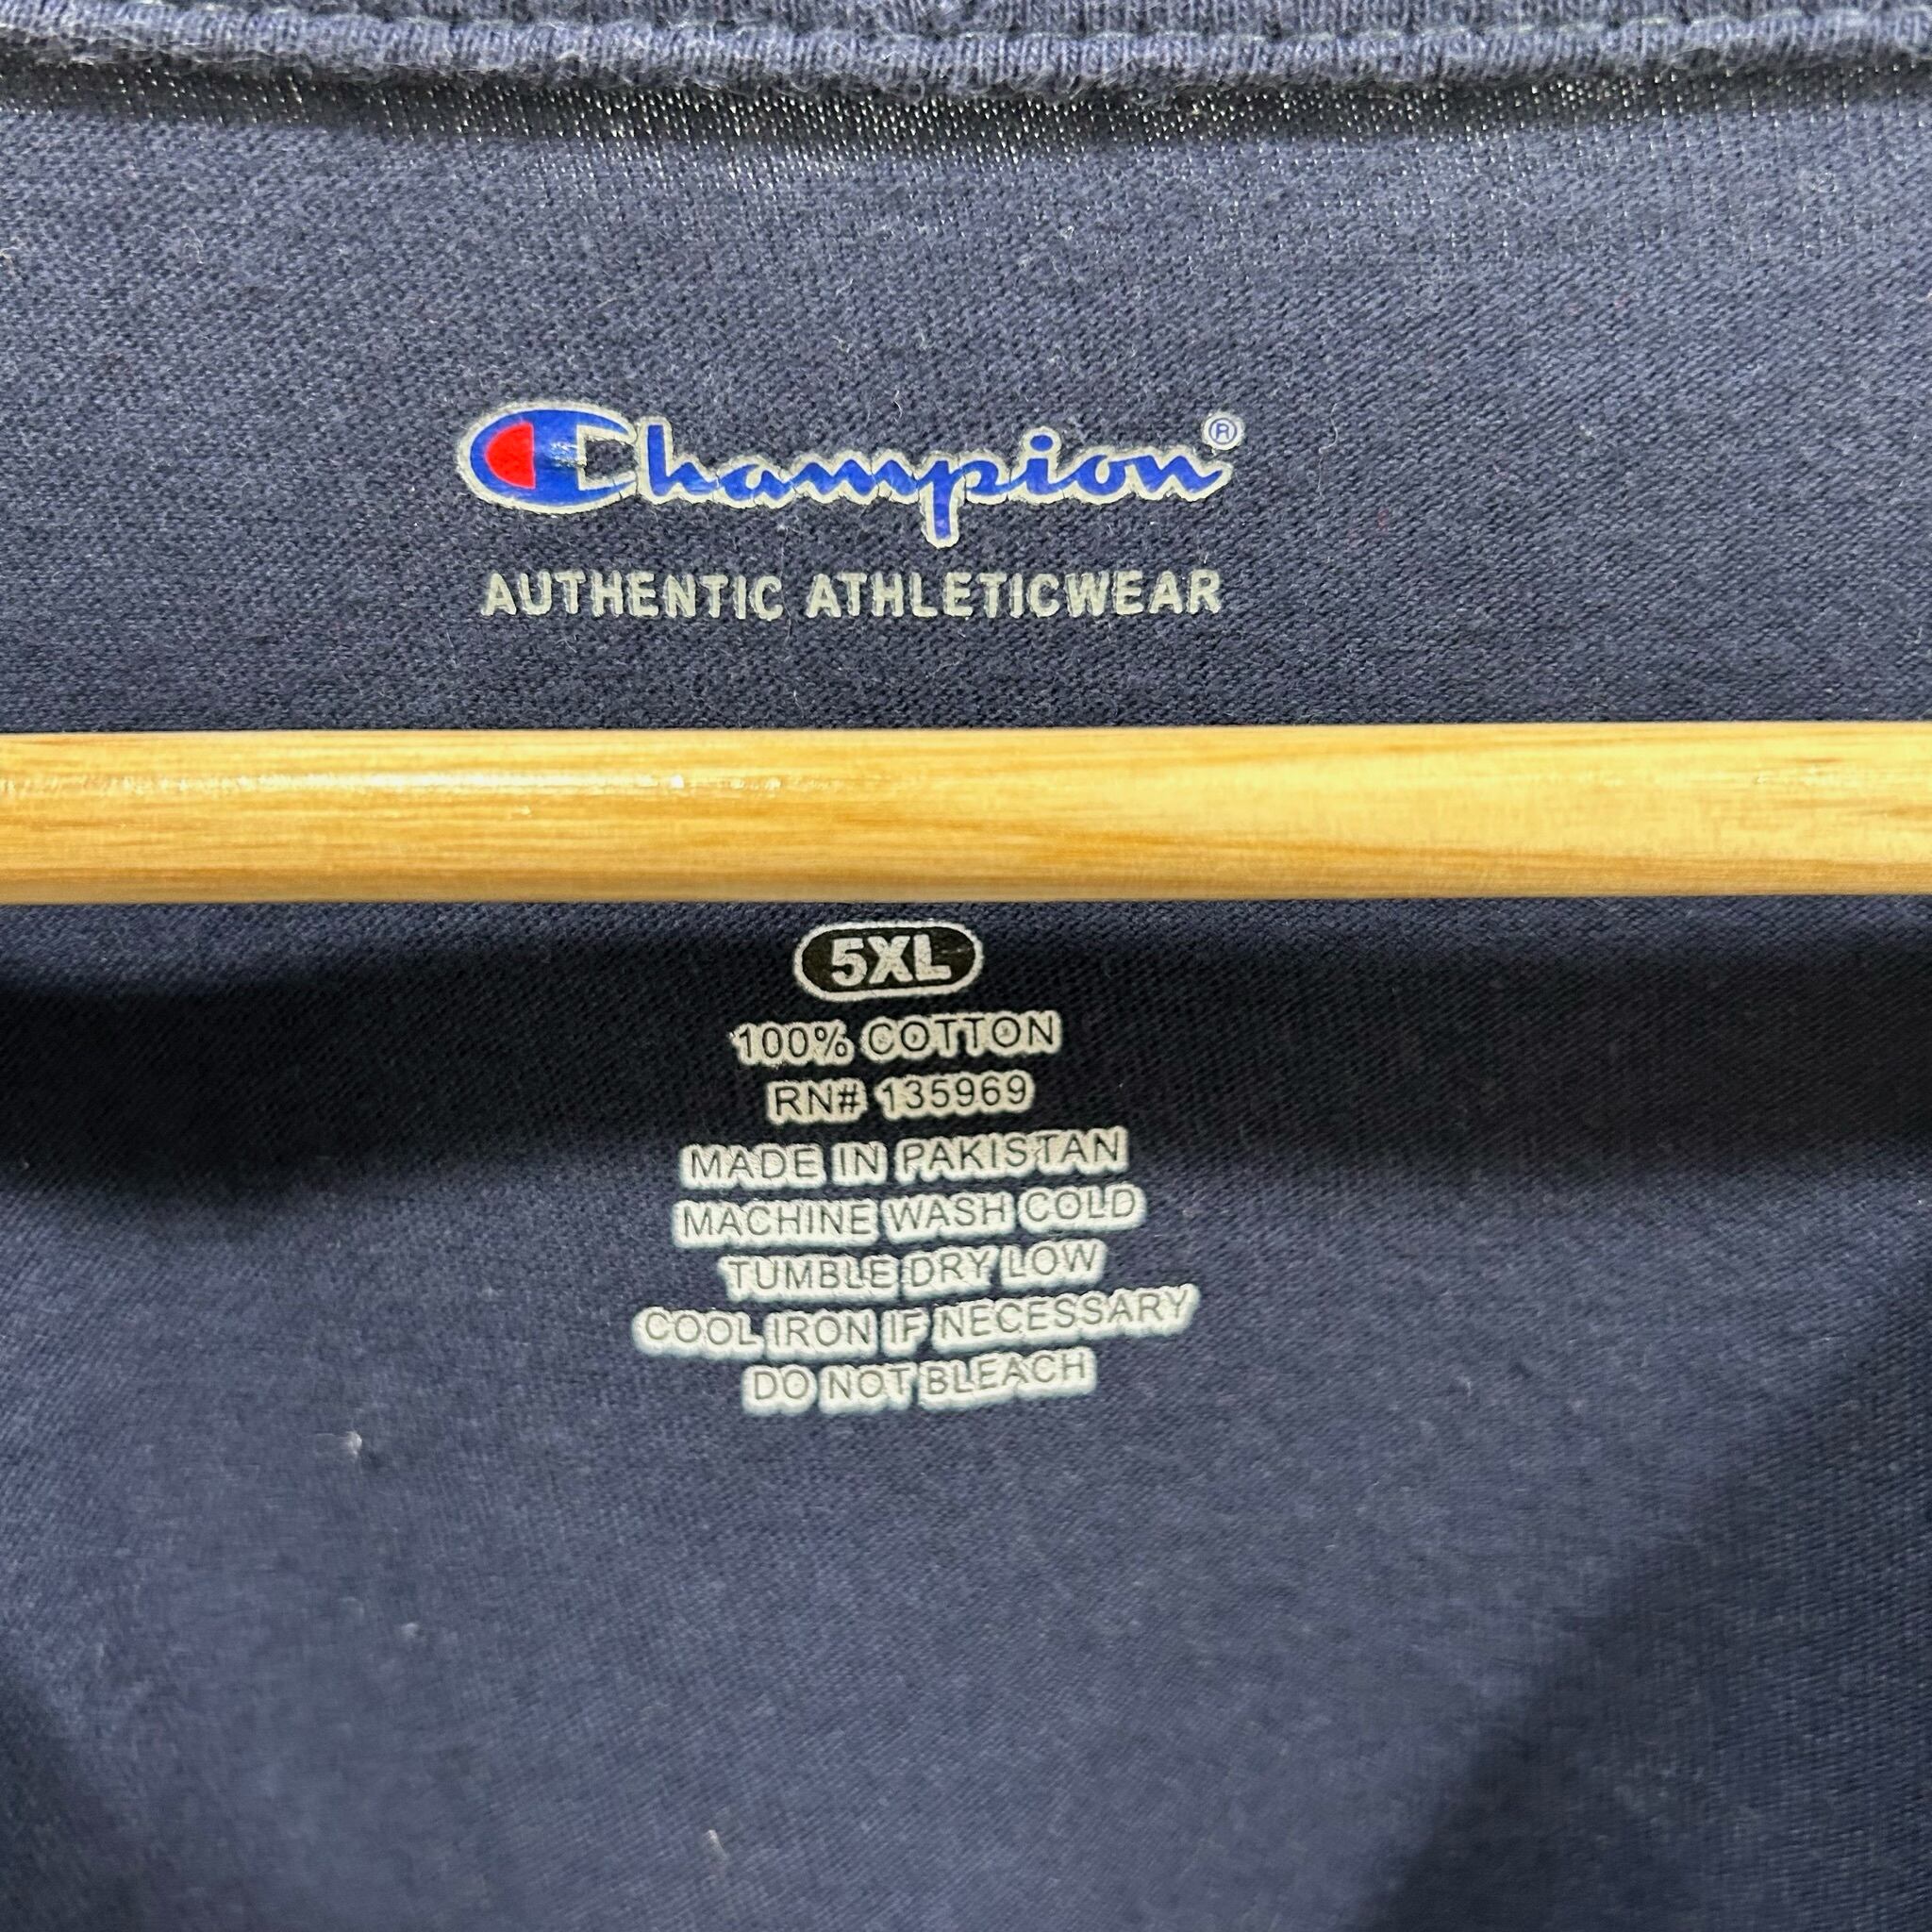 Champion®
AUTHENTIC ATHLETICWEAR
5XL
100% COTTON
RN# 135969
MADE IN PAKISTAN
MACHINE WASH COLD
TUMBLE DRY LOW
COOL IRON IF NECESSARY
DO NOT BLEACH